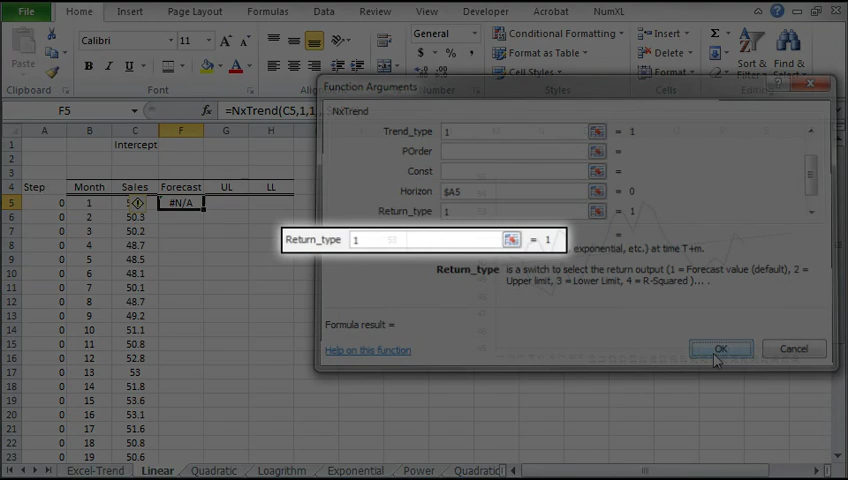 File Home Insert Page Layout Formulas Data Review View Developer Acrobat NumXL
Calibri 11 General Conditional Formatting Insert
Format as Table Delete
Paste B I U $ % , Cell Styles Format Sort & Find &
Filter Select
Clipboard Font Alignment Number Styles Cells Editing
F5 fx =NxTrend(C5,1,1,
Function Arguments
A B C F G H
NxTrend
Trend_type 1 = 1
POrder =
Const =
Horizon $A5 = 0
Return_type 1 = 1
Return_type 1 = 1
exponential, etc.) at time T+m.
Return_type is a switch to select the return output (1 = Forecast value (default), 2 =
Upper limit, 3 = Lower Limit, 4 = R-Squared )... .
Formula result =
Help on this function
OK Cancel
1 Intercept
2
3
4 Step Month Sales Forecast UL LL
5 0 1 #N/A
6 0 2 50.3
7 0 3 50.2
8 0 4 48.7
9 0 5 48.5
10 0 6 48.1
11 0 7 50.1
12 0 8 48.7
13 0 9 49.2
14 0 10 51.1
15 0 11 50.8
16 0 12 52.8
17 0 13 53
18 0 14 51.8
19 0 15 53.6
20 0 16 53.1
21 0 17 51.6
22 0 18 50.8
23 0 19 50.6
Excel-Trend Linear Quadratic Loagrithm Exponential Power Quadratic